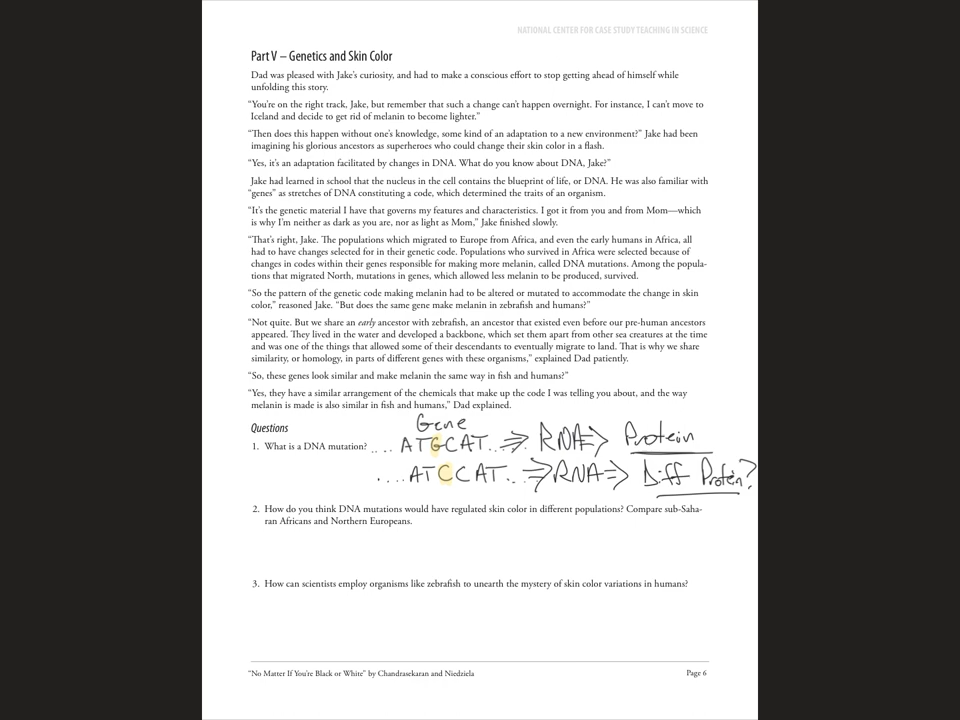 NATIONAL CENTER FOR CASE STUDY TEACHING IN SCIENCE
Part V – Genetics and Skin Color
Dad was pleased with Jake's curiosity, and had to make a conscious effort to stop getting ahead of himself while
unfolding this story.
"You're on the right track, Jake, but remember that such a change can't happen overnight. For instance, I can't move to
Iceland and decide to get rid of melanin to become lighter."
"Then does this happen without one's knowledge, some kind of an adaptation to a new environment?" Jake had been
imagining his glorious ancestors as superheroes who could change their skin color in a flash.
"Yes, it's an adaptation facilitated by changes in DNA. What do you know about DNA, Jake?"
Jake had learned in school that the nucleus in the cell contains the blueprint of life, or DNA. He was also familiar with
"genes" as stretches of DNA constituting a code, which determined the traits of an organism.
"It's the genetic material I have that governs my features and characteristics. I got it from you and from Mom—which
is why I'm neither as dark as you are, nor as light as Mom," Jake finished slowly.
"That's right, Jake. The populations which migrated to Europe from Africa, and even the early humans in Africa, all
had to have changes selected for in their genetic code. Populations who survived in Africa were selected because of
changes in codes within their genes responsible for making more melanin, called DNA mutations. Among the popula-
tions that migrated North, mutations in genes, which allowed less melanin to be produced, survived.
"So the pattern of the genetic code making melanin had to be altered or mutated to accommodate the change in skin
color," reasoned Jake. "But does the same gene make melanin in zebrafish and humans?"
"Not quite. But we share an early ancestor with zebrafish, an ancestor that existed even before our pre-human ancestors
appeared. They lived in the water and developed a backbone, which set them apart from other sea creatures at the time
and was one of the things that allowed some of their descendants to eventually migrate to land. That is why we share
similarity, or homology, in parts of different genes with these organisms," explained Dad patiently.
"So, these genes look similar and make melanin the same way in fish and humans?"
"Yes, they have a similar arrangement of the chemicals that make up the code I was telling you about, and the way
melanin is made is also similar in fish and humans," Dad explained.
Questions
Gene
1. What is a DNA mutation? .... ATGCAT... ⇒ RNA⇒ Protein
....ATCCAT... ⇒RNA⇒ Diff Protein?
2. How do you think DNA mutations would have regulated skin color in different populations? Compare sub-Saha-
ran Africans and Northern Europeans.
3. How can scientists employ organisms like zebrafish to unearth the mystery of skin color variations in humans?
"No Matter If You're Black or White" by Chandrasekaran and Niedziela Page 6